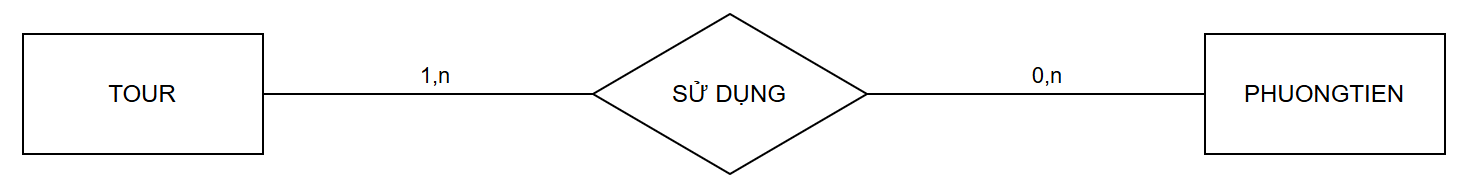 TOUR
1,n
SỬ DỤNG
0,n
PHUONGTIEN